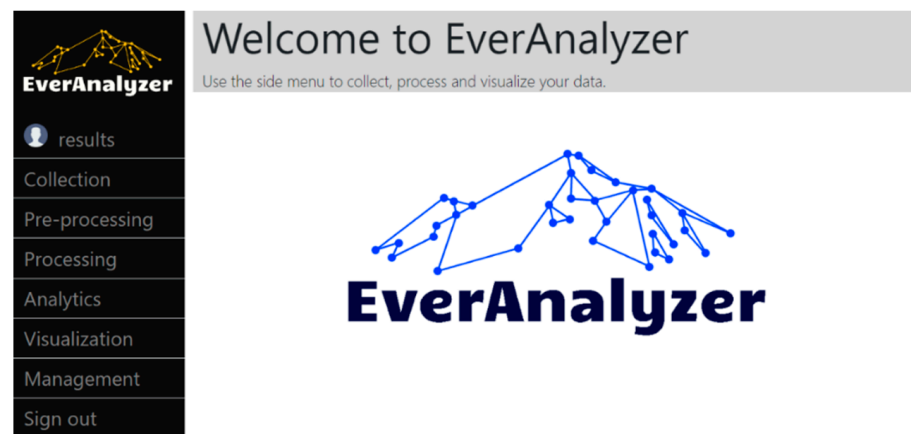 EverAnalyzer
results
Collection
Pre-processing
Processing
Analytics
Visualization
Management
Sign out
Welcome to EverAnalyzer
Use the side menu to collect, process and visualize your data.
EverAnalyzer